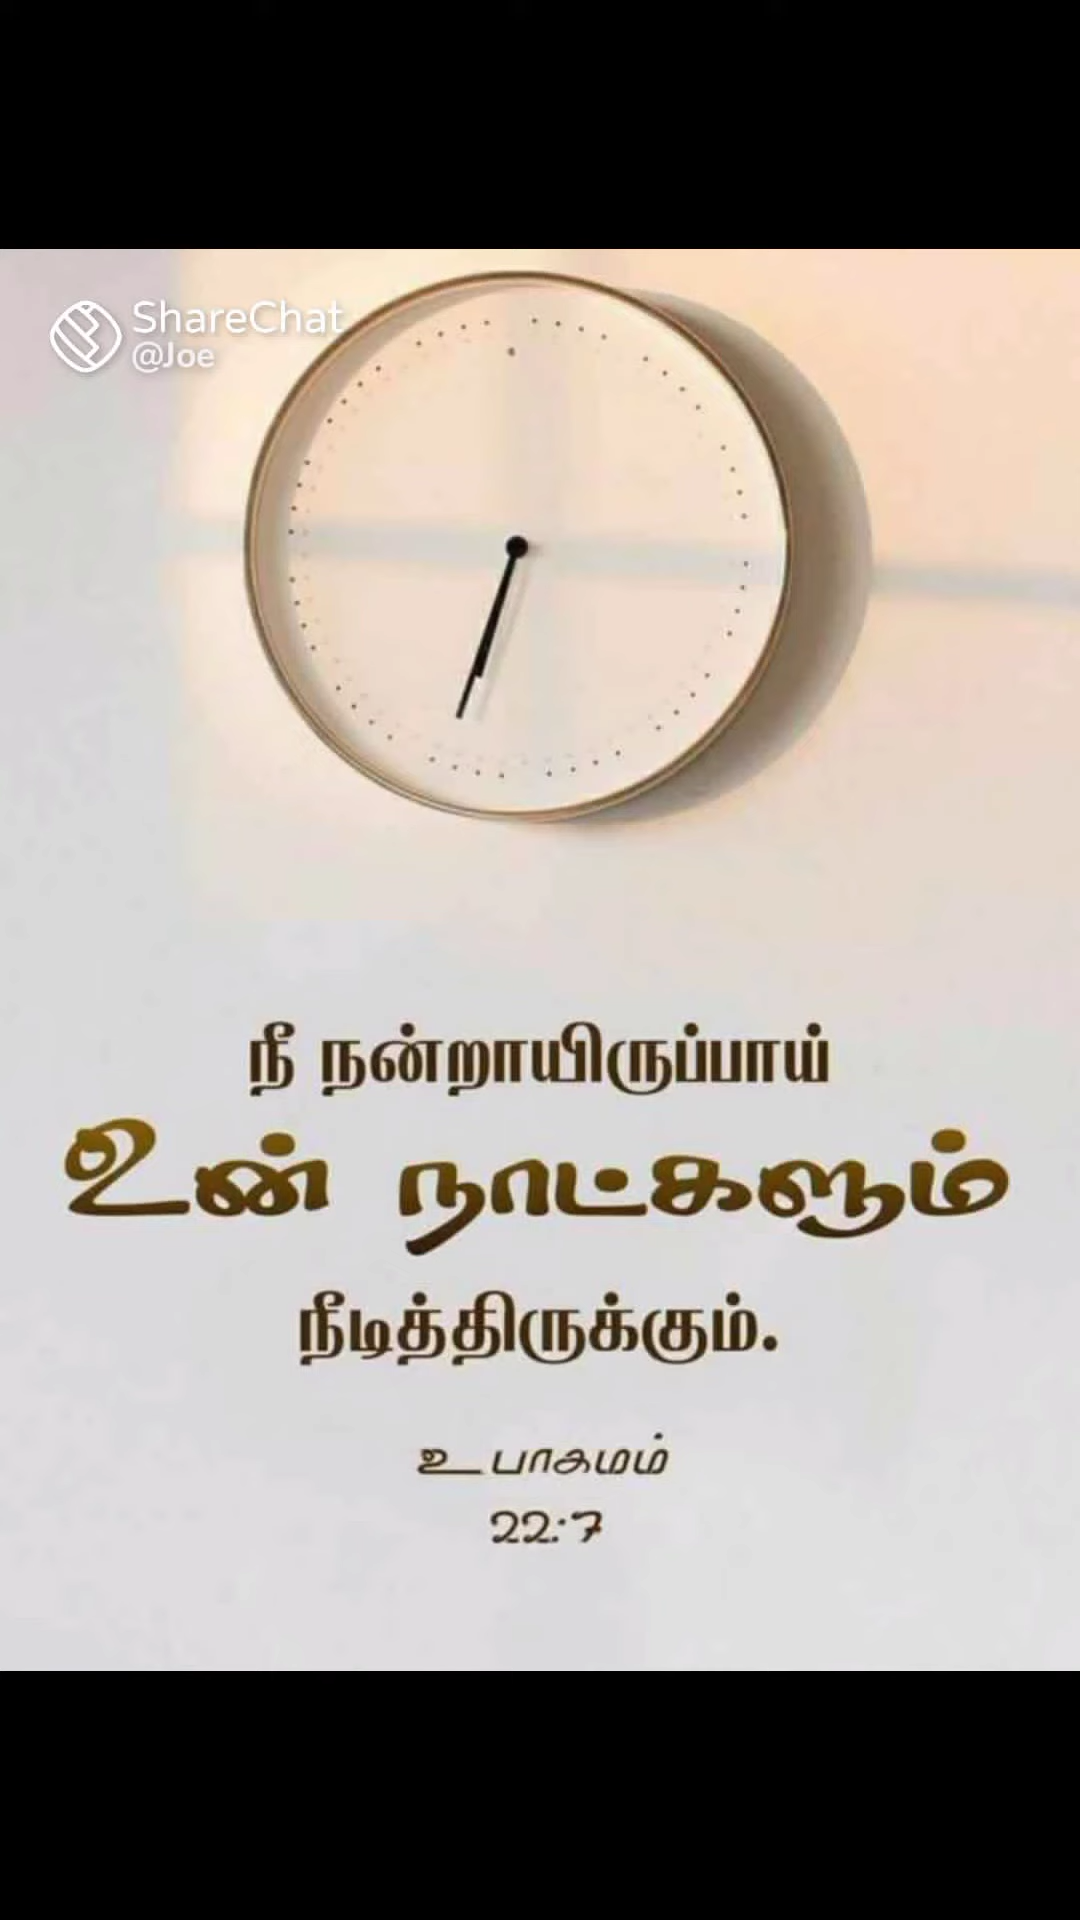 ShareChat
@Joe
நீ நன்றாயிருப்பாய்
உன் நாட்களும்
நீடித்திருக்கும்.
உபாகமம்
22:7